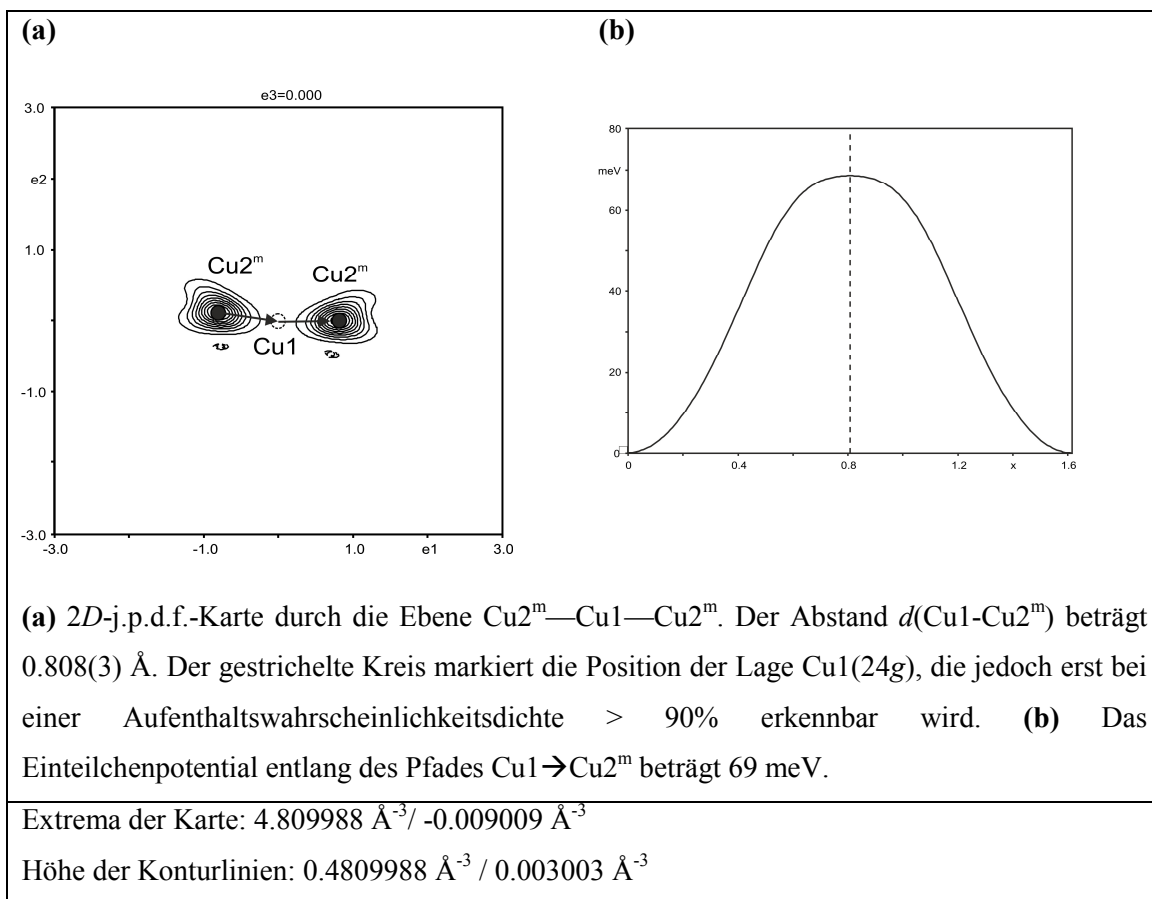 (a)
(b)
e3=0.000
3.0
e2
1.0
-1.0
-3.0
-3.0
-1.0
1.0
e1
3.0
Cu2ᵐ
Cu2ᵐ
Cu1
80
meV
60
40
20
0
0
0.4
0.8
1.2
x
1.6
(a) 2D-j.p.d.f.-Karte durch die Ebene Cu2ᵐ—Cu1—Cu2ᵐ. Der Abstand d(Cu1-Cu2ᵐ) beträgt
0.808(3) Å. Der gestrichelte Kreis markiert die Position der Lage Cu1(24g), die jedoch erst bei
einer Aufenthaltswahrscheinlichkeitsdichte > 90% erkennbar wird. (b) Das
Einteilchenpotential entlang des Pfades Cu1→Cu2ᵐ beträgt 69 meV.
Extrema der Karte: 4.809988 Å⁻³/ -0.009009 Å⁻³
Höhe der Konturlinien: 0.4809988 Å⁻³ / 0.003003 Å⁻³